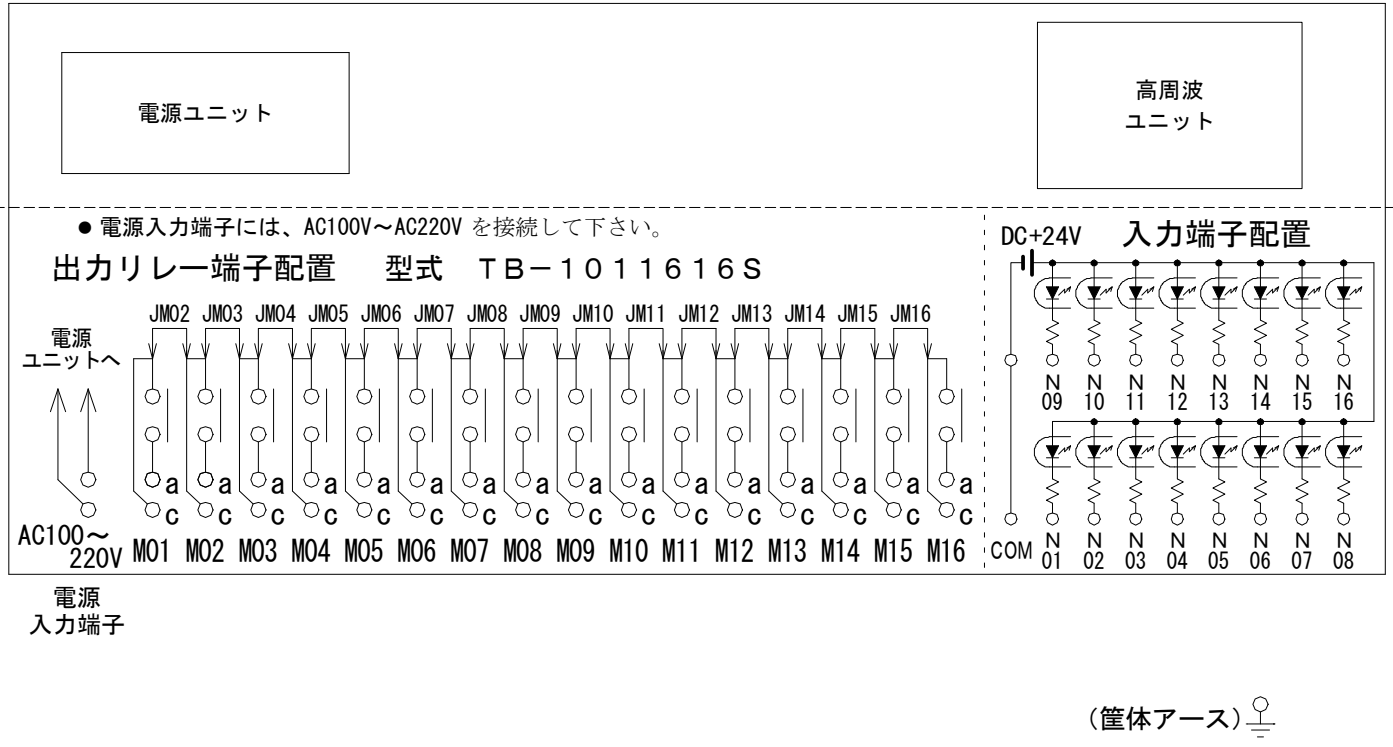 電源ユニット
高周波
ユニット
● 電源入力端子には、AC100V～AC220V を接続して下さい。
出力リレー端子配置 型式 TB－1011616S
DC+24V 入力端子配置
JM02 JM03 JM04 JM05 JM06 JM07 JM08 JM09 JM10 JM11 JM12 JM13 JM14 JM15 JM16
電源
ユニットへ
N09 N10 N11 N12 N13 N14 N15 N16
a a a a a a a a a a a a a a a a
c c c c c c c c c c c c c c c c
AC100～
220V
M01 M02 M03 M04 M05 M06 M07 M08 M09 M10 M11 M12 M13 M14 M15 M16
COM N01 N02 N03 N04 N05 N06 N07 N08
電源
入力端子
(筐体アース)